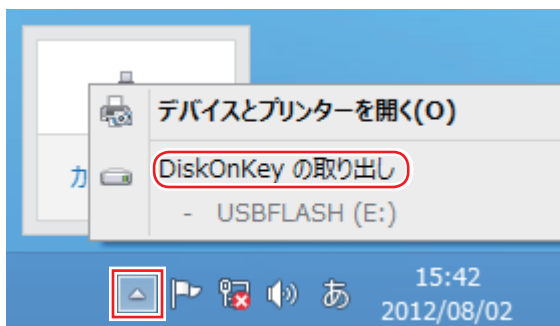 デバイスとプリンターを開く(O)
カ
DiskOnKey の取り出し
- USBFLASH (E:)
あ
15:42
2012/08/02